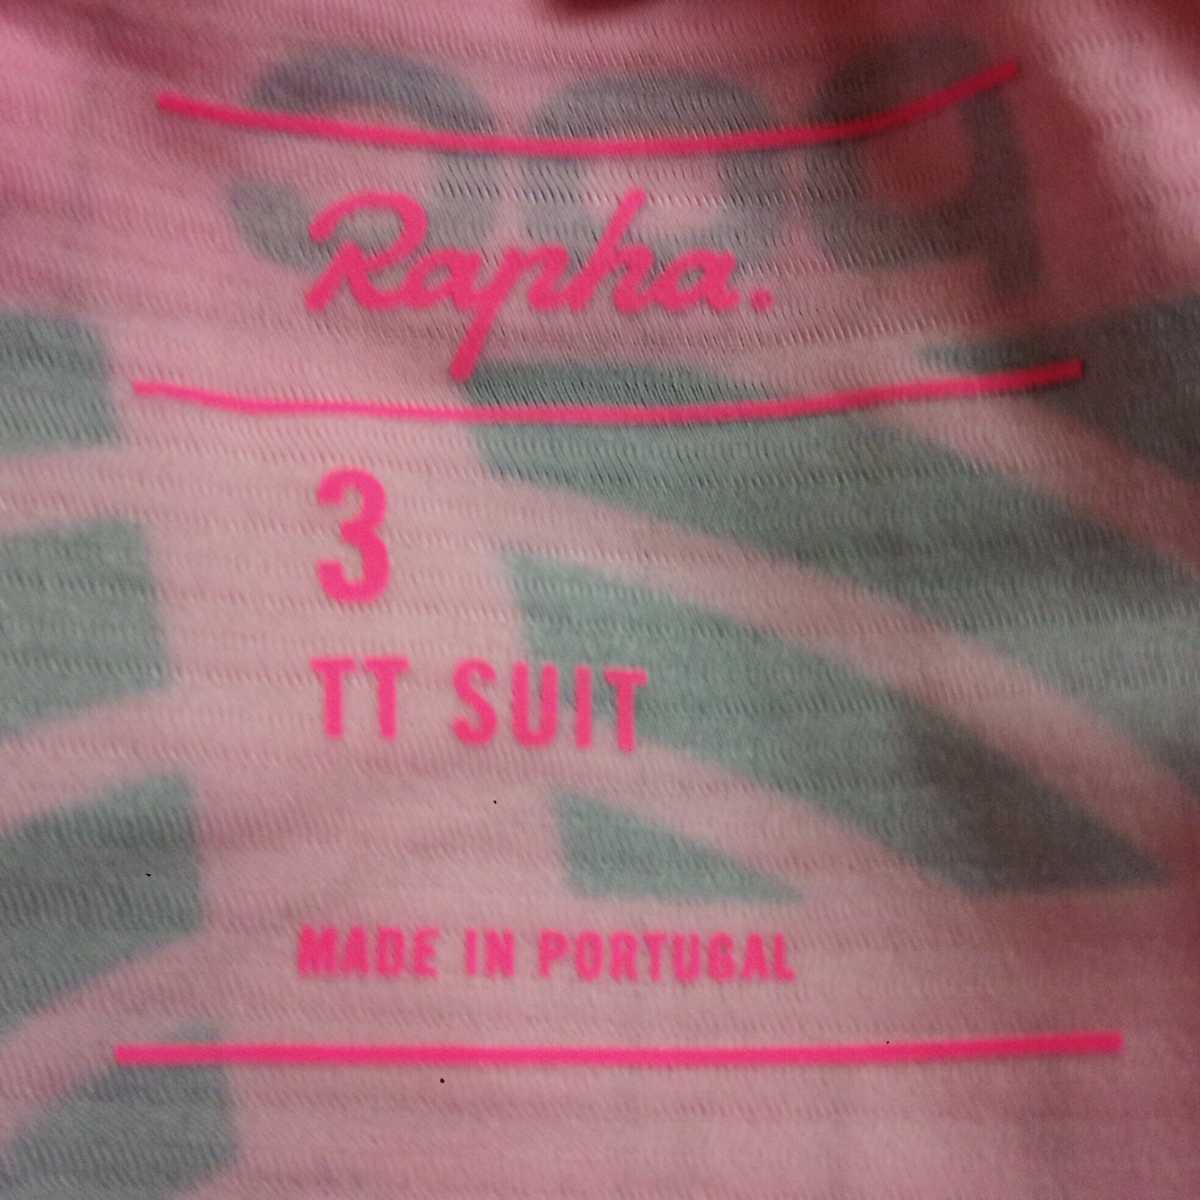 Rapha.
3
TT SUIT
MADE IN PORTUGAL